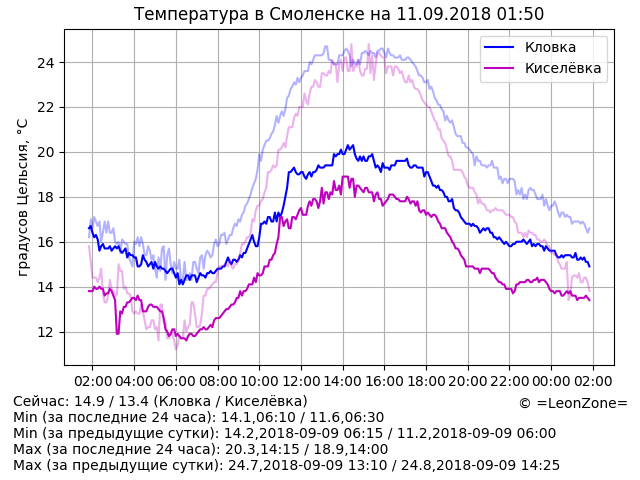 Температура в Смоленске на 11.09.2018 01:50
градусов Цельсия, °C
24
22
20
18
16
14
12
Кловка
Киселёвка
02:00 04:00 06:00 08:00 10:00 12:00 14:00 16:00 18:00 20:00 22:00 00:00 02:00
Сейчас: 14.9 / 13.4 (Кловка / Киселёвка)
© =LeonZone=
Min (за последние 24 часа): 14.1,06:10 / 11.6,06:30
Min (за предыдущие сутки): 14.2,2018-09-09 06:15 / 11.2,2018-09-09 06:00
Max (за последние 24 часа): 20.3,14:15 / 18.9,14:00
Max (за предыдущие сутки): 24.7,2018-09-09 13:10 / 24.8,2018-09-09 14:25